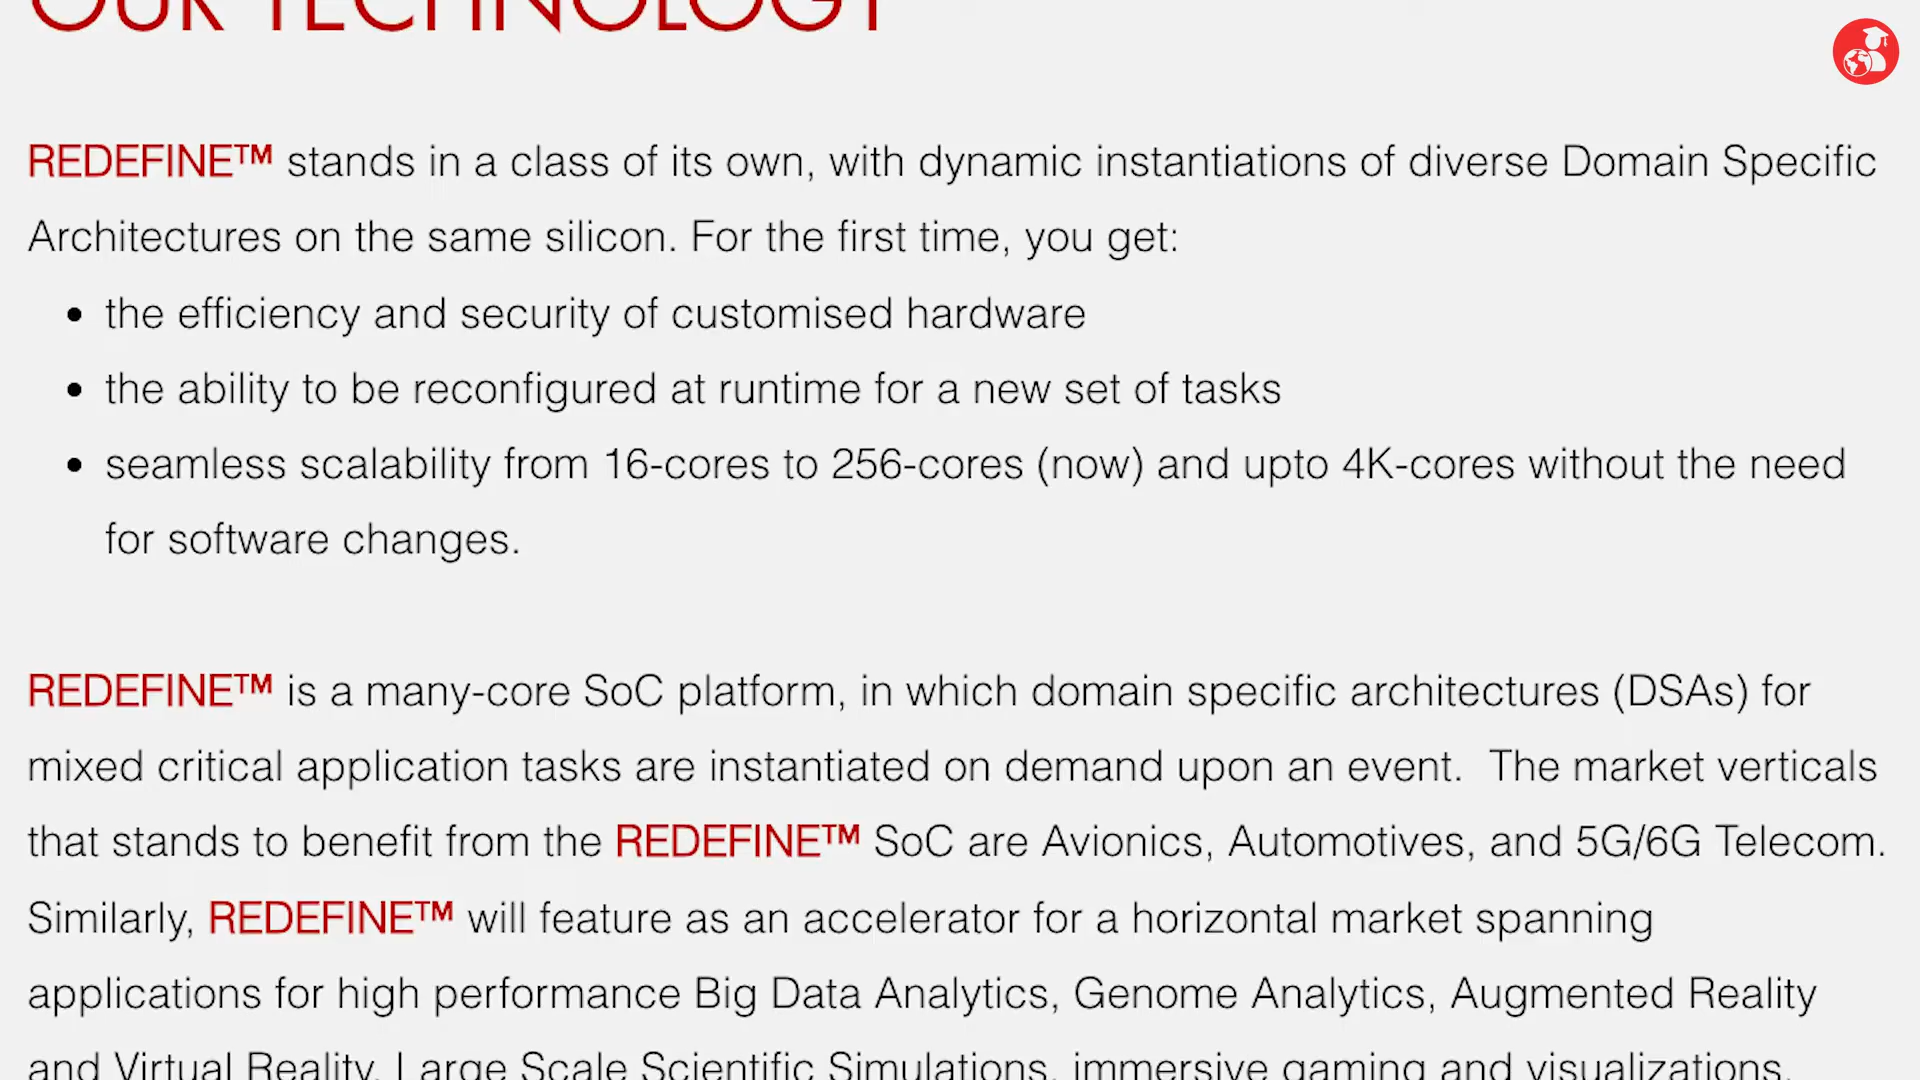 OUR TECHNOLOGY
REDEFINE™ stands in a class of its own, with dynamic instantiations of diverse Domain Specific
Architectures on the same silicon. For the first time, you get:
• the efficiency and security of customised hardware
• the ability to be reconfigured at runtime for a new set of tasks
• seamless scalability from 16-cores to 256-cores (now) and upto 4K-cores without the need
for software changes.
REDEFINE™ is a many-core SoC platform, in which domain specific architectures (DSAs) for
mixed critical application tasks are instantiated on demand upon an event.  The market verticals
that stands to benefit from the REDEFINE™ SoC are Avionics, Automotives, and 5G/6G Telecom.
Similarly, REDEFINE™ will feature as an accelerator for a horizontal market spanning
applications for high performance Big Data Analytics, Genome Analytics, Augmented Reality
and Virtual Reality, Large Scale Scientific Simulations, immersive gaming and visualizations.